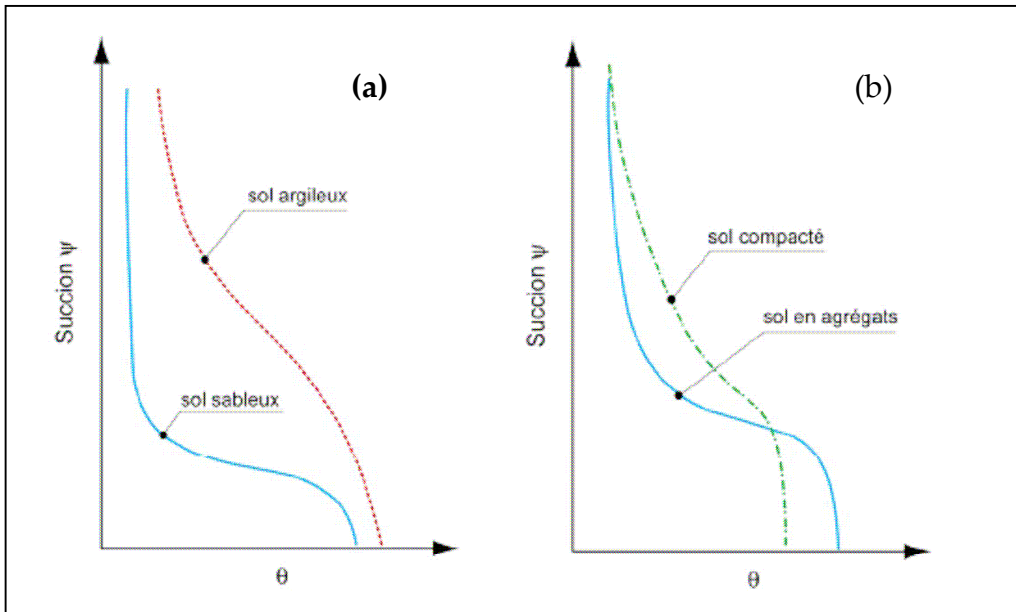 (a)
sol argileux
sol sableux
Succion ψ
θ
(b)
sol compacté
sol en agrégats
Succion ψ
θ